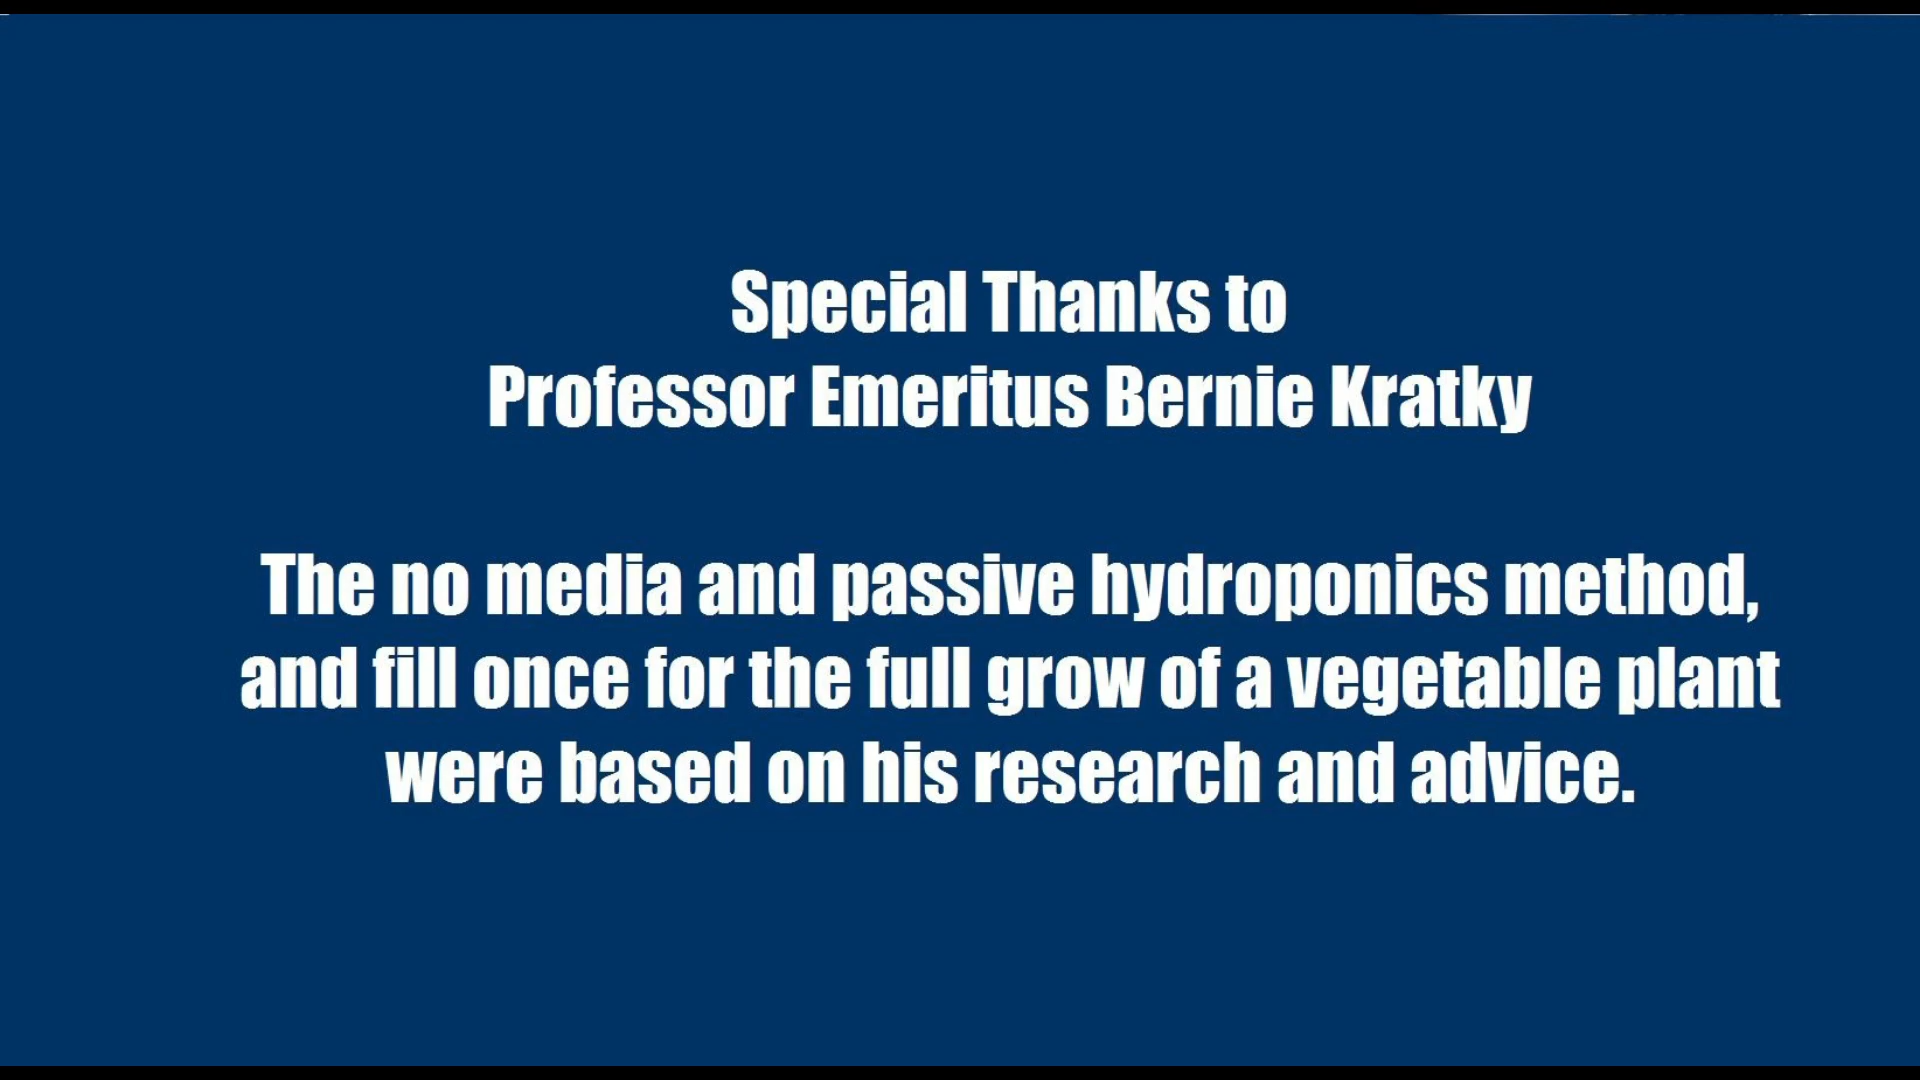 Special Thanks to
Professor Emeritus Bernie Kratky
The no media and passive hydroponics method,
and fill once for the full grow of a vegetable plant
were based on his research and advice.